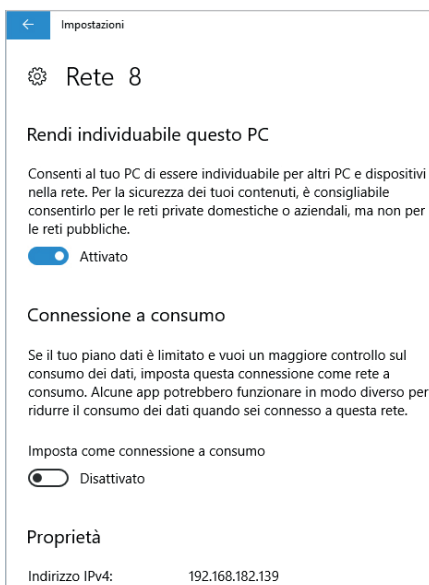 Impostazioni
Rete 8
Rendi individuabile questo PC
Consenti al tuo PC di essere individuabile per altri PC e dispositivi
nella rete. Per la sicurezza dei tuoi contenuti, è consigliabile
consentirlo per le reti private domestiche o aziendali, ma non per
le reti pubbliche.
Attivato
Connessione a consumo
Se il tuo piano dati è limitato e vuoi un maggiore controllo sul
consumo dei dati, imposta questa connessione come rete a
consumo. Alcune app potrebbero funzionare in modo diverso per
ridurre il consumo dei dati quando sei connesso a questa rete.
Imposta come connessione a consumo
Disattivato
Proprietà
Indirizzo IPv4: 192.168.182.139